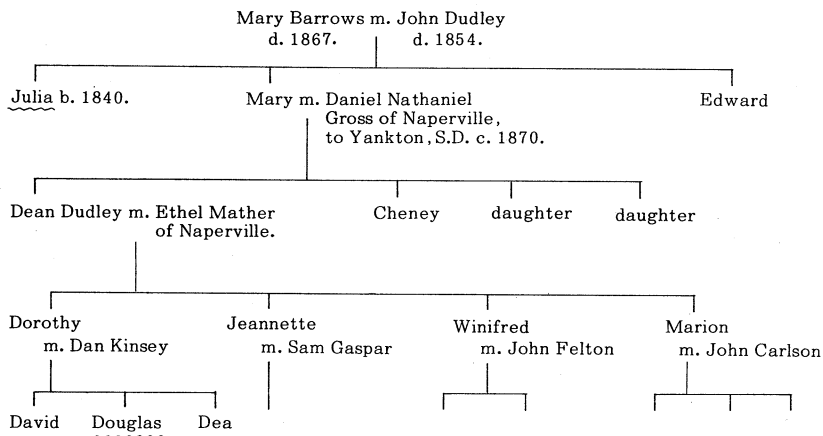 Mary Barrows m. John Dudley
d. 1867. d. 1854.
Julia b. 1840. Mary m. Daniel Nathaniel Edward
Gross of Naperville,
to Yankton, S.D. c. 1870.
Dean Dudley m. Ethel Mather Cheney daughter daughter
of Naperville.
Dorothy Jeannette Winifred Marion
m. Dan Kinsey m. Sam Gaspar m. John Felton m. John Carlson
David Douglas Dea